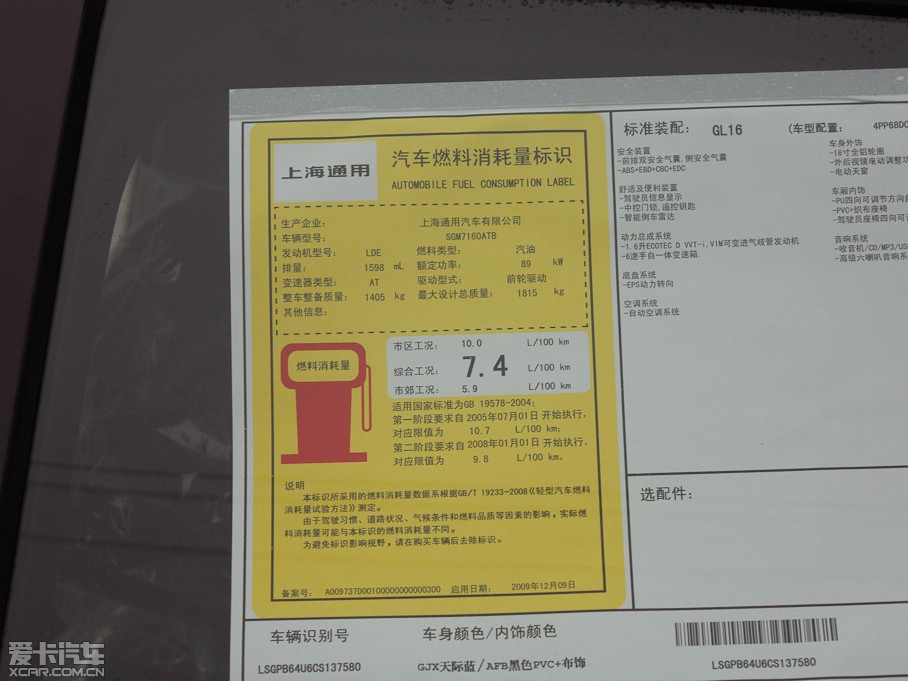 上海通用
汽车燃料消耗量标识
AUTOMOBILE FUEL CONSUMPTION LABEL
生产企业： 上海通用汽车有限公司
车辆型号： SGM7160ATB
发动机型号： LDE 燃料类型： 汽油
排量： 1598 mL 额定功率： 89 kW
变速器类型： AT 驱动型式： 前轮驱动
整车整备质量： 1405 kg 最大设计总质量： 1815 kg
其他信息：
燃料消耗量
市区工况： 10.0 L/100 km
综合工况： 7.4 L/100 km
市郊工况： 5.9 L/100 km
适用国家标准为GB 19578-2004；
第一阶段要求自 2005年07月01日 开始执行，
对应限值为 10.7 L/100 km；
第二阶段要求自 2008年01月01日 开始执行，
对应限值为 9.8 L/100 km。
说明
本标识所采用的燃料消耗量数据系根据GB/T 19233-2008《轻型汽车燃料
消耗量试验方法》测定。
由于驾驶习惯、道路状况、气候条件和燃料品质等因素的影响，实际燃
料消耗量可能与本标识的燃料消耗量不同。
为避免标识影响视野，请在购买车辆后去除标识。
备案号： A009737D00100000000000300 启用日期： 2009年12月09日
标准装配： GL16 （车型配置： 4PP68DC
安全装置
-前排双安全气囊,侧安全气囊
-ABS+EBD+CBC+EDC
舒适及便利装置
-驾驶员信息显示
-中控门锁,遥控钥匙
-智能倒车雷达
动力总成系统
-1.6升ECOTEC D VVT-i,VIM可变进气歧管发动机
-6速手自一体变速箱
底盘系统
-EPS动力转向
空调系统
-自动空调系统
车身外饰
-16寸全铝轮圈
-外后视镜电动调整功
-电动天窗
车厢内饰
-PU四向可调节方向盘
-PVC+织布座椅
-驾驶员座椅四向可
音响系统
-收音机/CD/MP3/US
-高级六喇叭音响系
选配件：
车辆识别号
LSGPB64U6CS137580
车身颜色/内饰颜色
GJX天际蓝/AFB黑色PVC+布饰
LSGPB64U6CS137580
爱卡汽车
XCAR.COM.CN